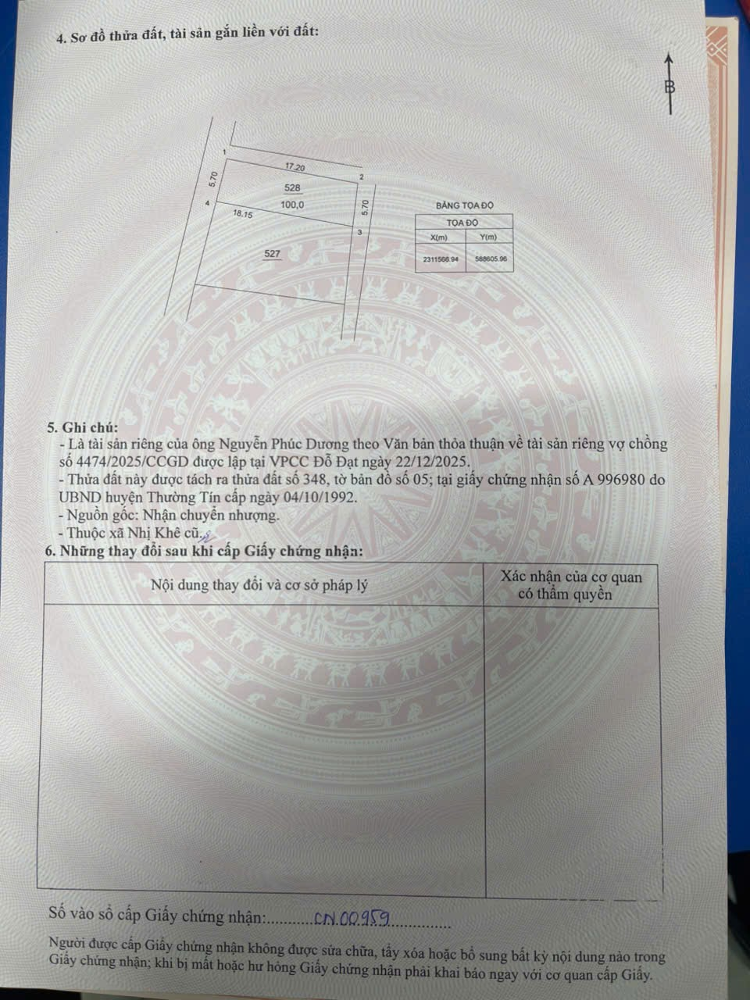 4. Sơ đồ thửa đất, tài sản gắn liền với đất:
B
1
17.20
2
5.70
528
100,0
5.70
4
18.15
3
527
BẢNG TỌA ĐỘ
TỌA ĐỘ
X(m) Y(m)
2311566.94 588605.96
5. Ghi chú:
- Là tài sản riêng của ông Nguyễn Phúc Dương theo Văn bản thỏa thuận về tài sản riêng vợ chồng
số 4474/2025/CCGD được lập tại VPCC Đỗ Đạt ngày 22/12/2025.
- Thửa đất này được tách ra thửa đất số 348, tờ bản đồ số 05; tại giấy chứng nhận số A 996980 do
UBND huyện Thường Tín cấp ngày 04/10/1992.
- Nguồn gốc: Nhận chuyển nhượng.
- Thuộc xã Nhị Khê cũ.
6. Những thay đổi sau khi cấp Giấy chứng nhận:
Nội dung thay đổi và cơ sở pháp lý
Xác nhận của cơ quan
có thẩm quyền
Số vào sổ cấp Giấy chứng nhận:...........CN.00959................
Người được cấp Giấy chứng nhận không được sửa chữa, tẩy xóa hoặc bổ sung bất kỳ nội dung nào trong
Giấy chứng nhận; khi bị mất hoặc hư hỏng Giấy chứng nhận phải khai báo ngay với cơ quan cấp Giấy.